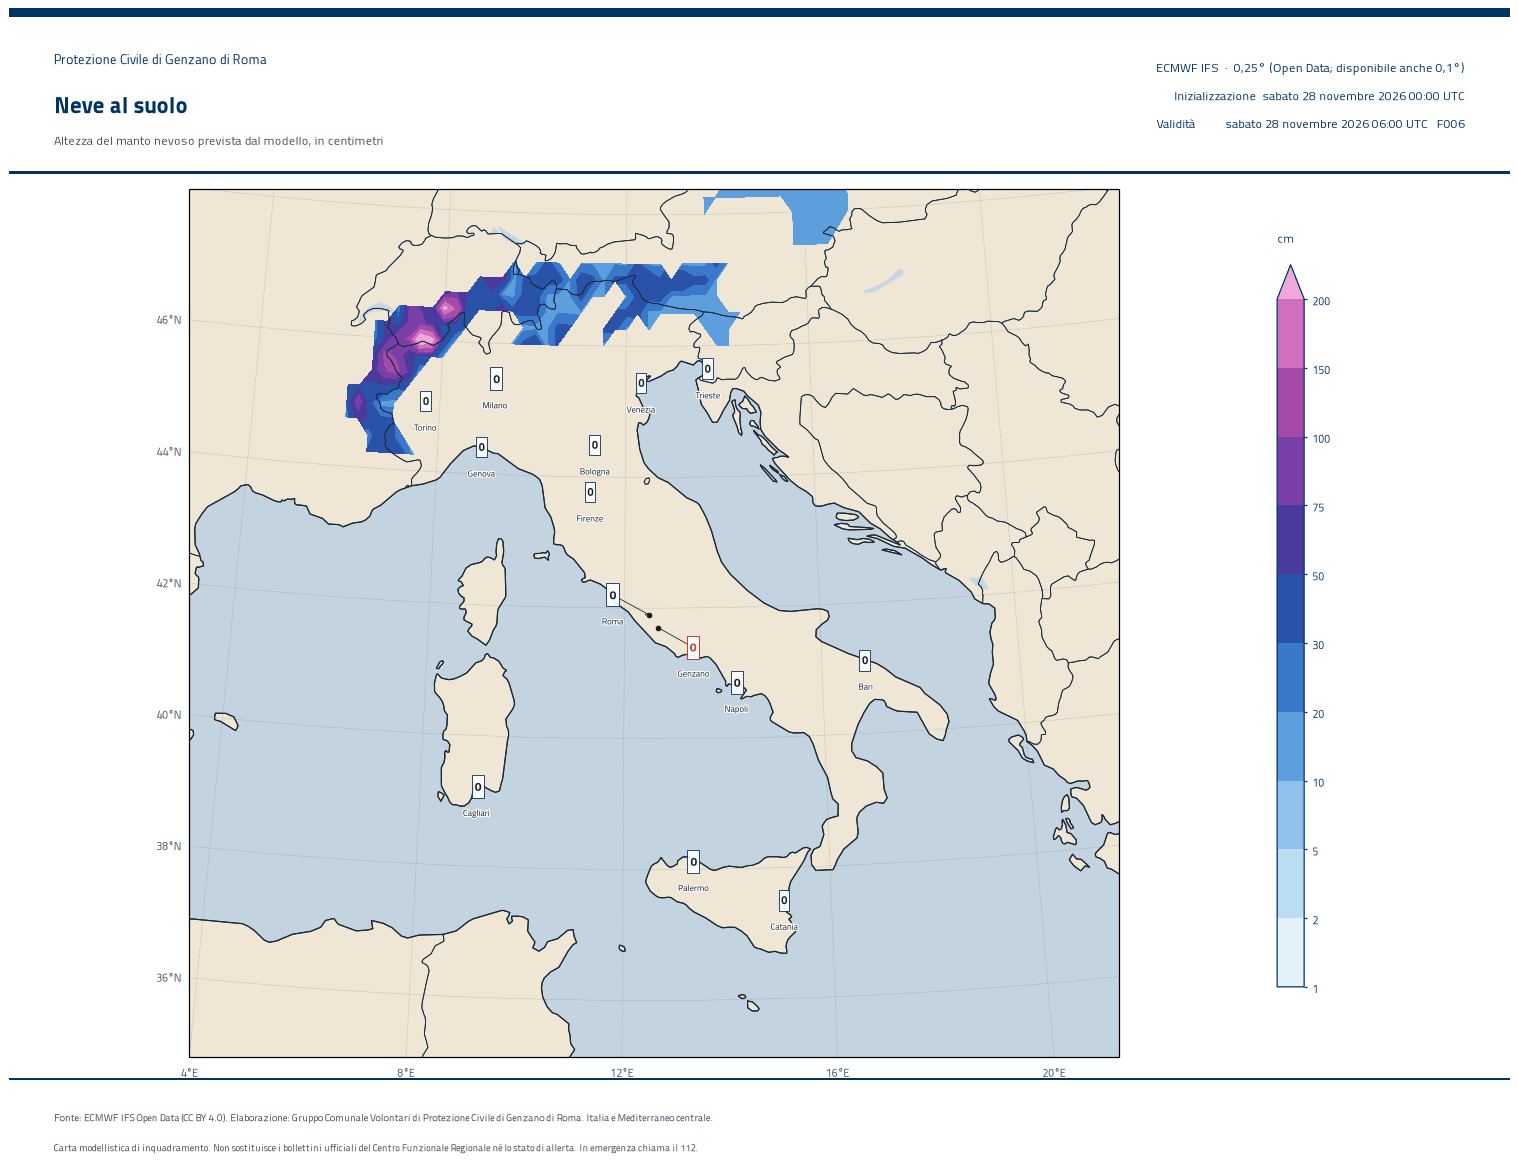 Protezione Civile di Genzano di Roma
Neve al suolo
Altezza del manto nevoso prevista dal modello, in centimetri
ECMWF IFS · 0,25° (Open Data; disponibile anche 0,1°)
Inizializzazione sabato 28 novembre 2026 00:00 UTC
Validità sabato 28 novembre 2026 06:00 UTC F006
cm
200
150
100
75
50
30
20
10
5
2
1
46°N
44°N
42°N
40°N
38°N
36°N
4°E
8°E
12°E
16°E
20°E
0
Trieste
0
Milano
0
Venezia
0
Torino
0
Genova
0
Bologna
0
Firenze
0
Roma
0
Genzano
0
Napoli
0
Bari
0
Cagliari
0
Palermo
0
Catania
Fonte: ECMWF IFS Open Data (CC BY 4.0). Elaborazione: Gruppo Comunale Volontari di Protezione Civile di Genzano di Roma. Italia e Mediterraneo centrale.
Carta modellistica di inquadramento. Non sostituisce i bollettini ufficiali del Centro Funzionale Regionale né lo stato di allerta. In emergenza chiama il 112.